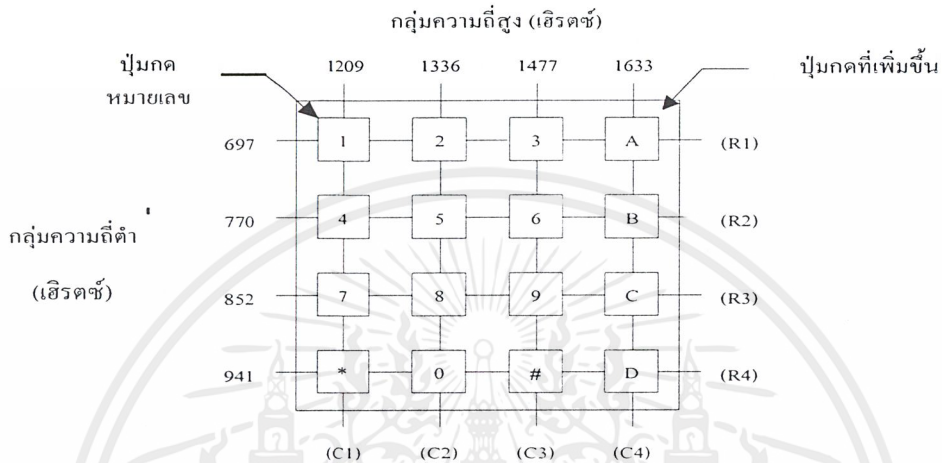 กลุ่มความถี่สูง (เฮิรตซ์)
ปุ่มกด
หมายเลข
1209 1336 1477 1633
ปุ่มกดที่เพิ่มขึ้น
697 1 2 3 A (R1)
770 4 5 6 B (R2)
กลุ่มความถี่ต่ำ
(เฮิรตซ์)
852 7 8 9 C (R3)
941 * 0 # D (R4)
(C1) (C2) (C3) (C4)